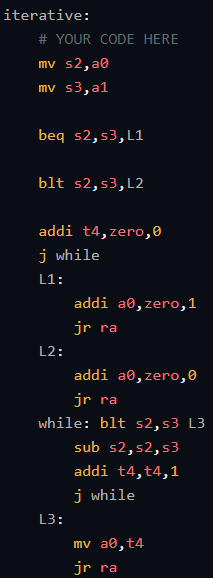 iterative:
    # YOUR CODE HERE
    mv s2,a0
    mv s3,a1
    beq s2,s3,L1
    blt s2,s3,L2
    addi t4,zero,0
    j while
    L1:
        addi a0,zero,1
        jr ra
    L2:
        addi a0,zero,0
        jr ra
    while: blt s2,s3 L3
        sub s2,s2,s3
        addi t4,t4,1
        j while
    L3:
        mv a0,t4
        jr ra